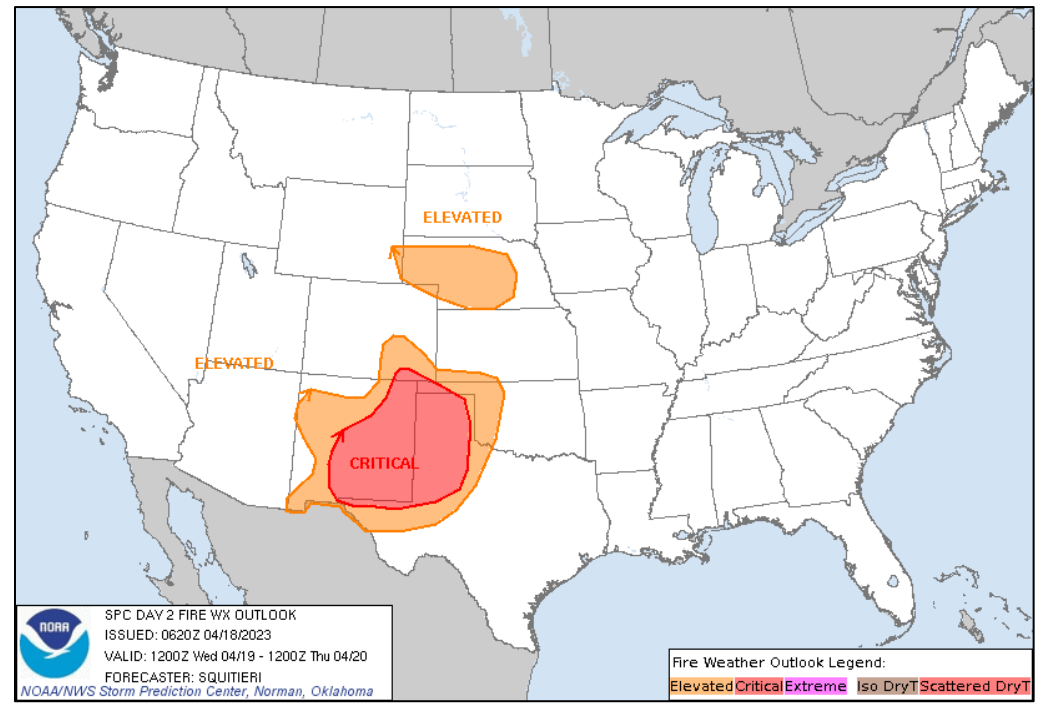 ELEVATED
ELEVATED
CRITICAL
NOAA
SPC DAY 2 FIRE WX OUTLOOK
ISSUED: 0620Z 04/18/2023
VALID: 1200Z Wed 04/19 - 1200Z Thu 04/20
FORECASTER: SQUITIERI
NOAA/NWS Storm Prediction Center, Norman, Oklahoma
Fire Weather Outlook Legend:
Elevated Critical Extreme Iso DryT Scattered DryT